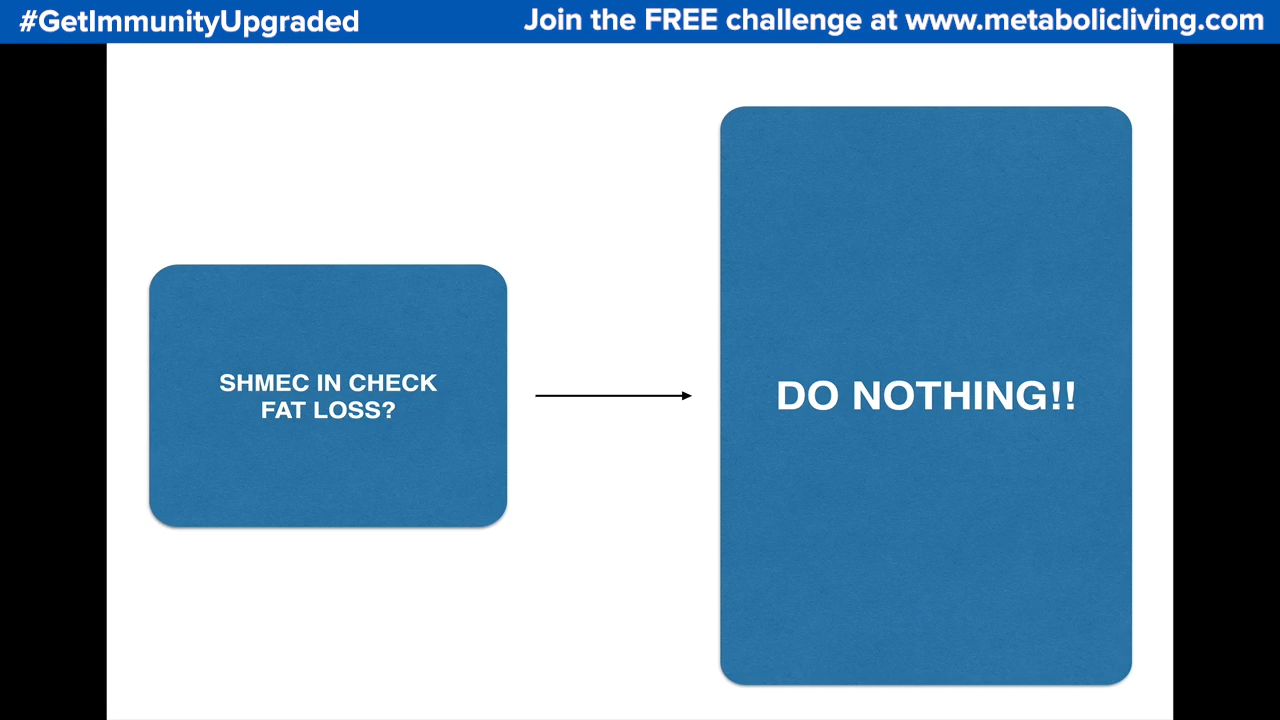 #GetImmunityUpgraded
Join the FREE challenge at www.metabolicliving.com
SHMEC IN CHECK
FAT LOSS?
DO NOTHING!!